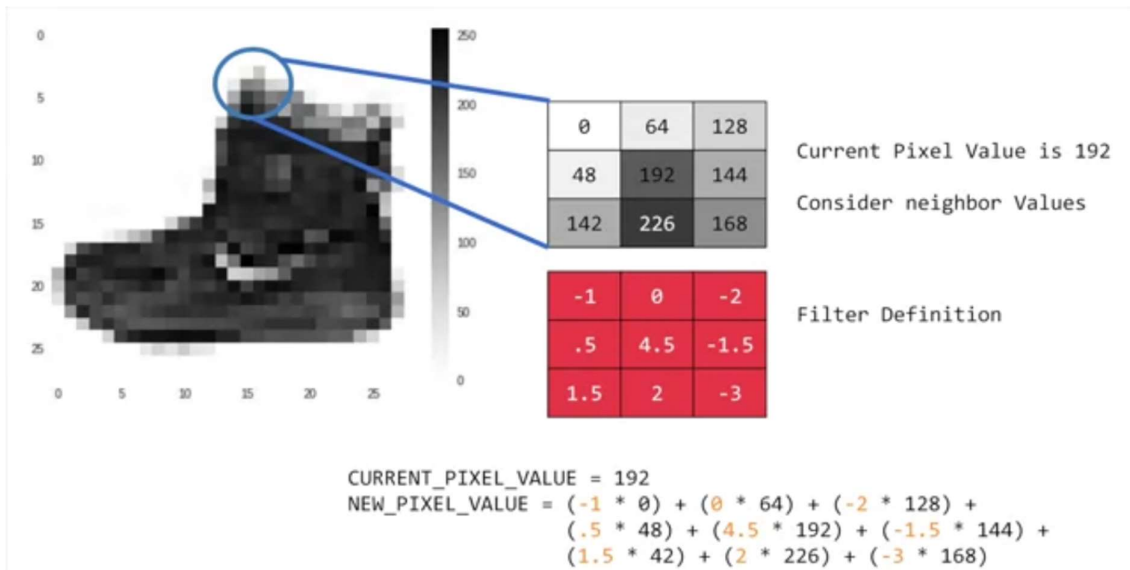 0
5
10
15
20
25
0
5
10
15
20
25
250
200
150
100
50
0
0 64 128
48 192 144
142 226 168
Current Pixel Value is 192
Consider neighbor Values
-1 0 -2
.5 4.5 -1.5
1.5 2 -3
Filter Definition
CURRENT_PIXEL_VALUE = 192
NEW_PIXEL_VALUE = (-1 * 0) + (0 * 64) + (-2 * 128) +
(.5 * 48) + (4.5 * 192) + (-1.5 * 144) +
(1.5 * 42) + (2 * 226) + (-3 * 168)